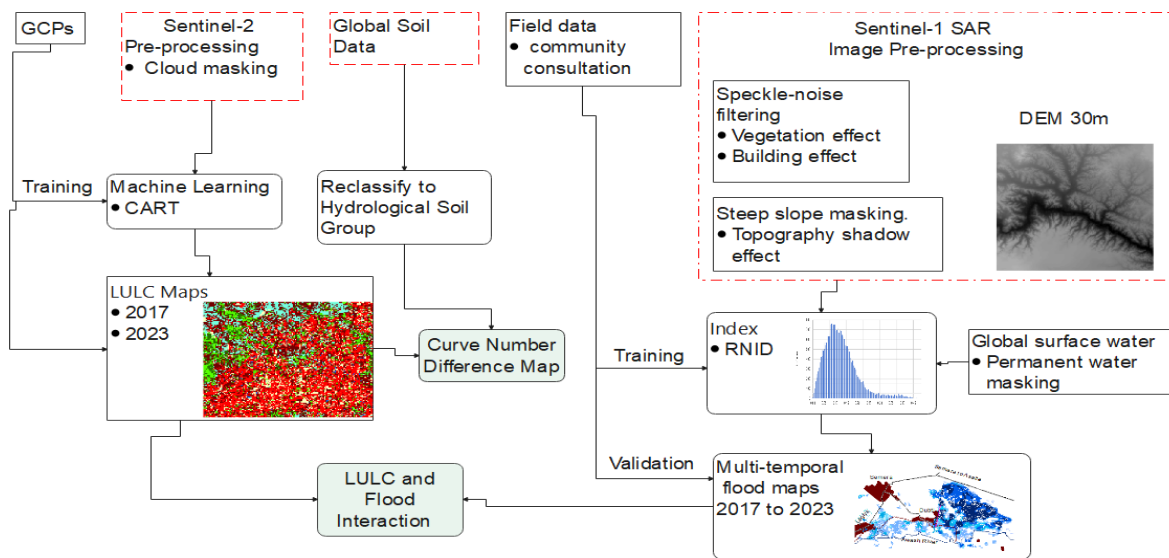 GCPs
Sentinel-2
Pre-processing
● Cloud masking
Global Soil
Data
Field data
● community
consultation
Sentinel-1 SAR
Image Pre-processing
Speckle-noise
filtering
● Vegetation effect
● Building effect
DEM 30m
Steep slope masking.
● Topography shadow
effect
Training
Machine Learning
● CART
Reclassify to
Hydrological Soil
Group
LULC Maps
● 2017
● 2023
Curve Number
Difference Map
Training
Index
● RNID
Global surface water
● Permanent water
masking
LULC and
Flood
Interaction
Validation
Multi-temporal
flood maps
2017 to 2023